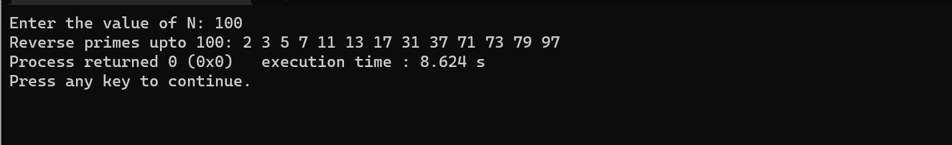 Enter the value of N: 100
Reverse primes upto 100: 2 3 5 7 11 13 17 31 37 71 73 79 97
Process returned 0 (0x0)   execution time : 8.624 s
Press any key to continue.